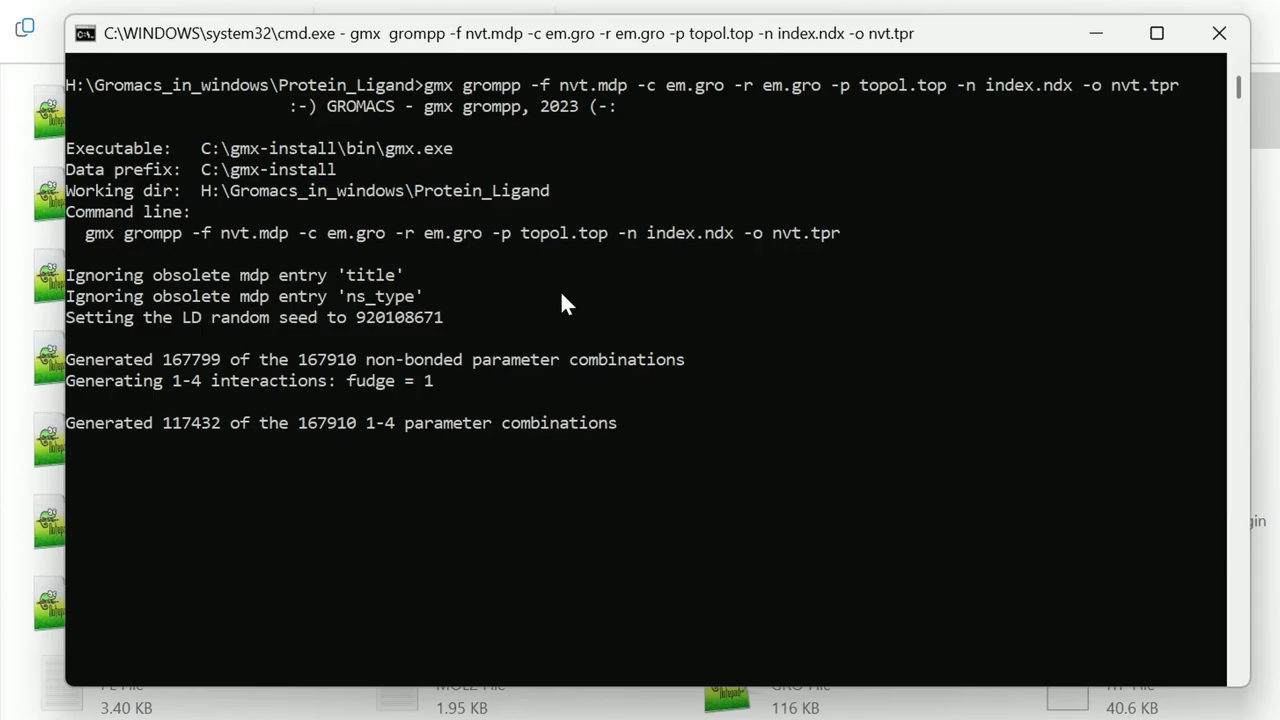 C:\WINDOWS\system32\cmd.exe - gmx  grompp -f nvt.mdp -c em.gro -r em.gro -p topol.top -n index.ndx -o nvt.tpr
H:\Gromacs_in_windows\Protein_Ligand>gmx grompp -f nvt.mdp -c em.gro -r em.gro -p topol.top -n index.ndx -o nvt.tpr
:-) GROMACS - gmx grompp, 2023 (-:
Executable:   C:\gmx-install\bin\gmx.exe
Data prefix:  C:\gmx-install
Working dir:  H:\Gromacs_in_windows\Protein_Ligand
Command line:
gmx grompp -f nvt.mdp -c em.gro -r em.gro -p topol.top -n index.ndx -o nvt.tpr
Ignoring obsolete mdp entry 'title'
Ignoring obsolete mdp entry 'ns_type'
Setting the LD random seed to 920108671
Generated 167799 of the 167910 non-bonded parameter combinations
Generating 1-4 interactions: fudge = 1
Generated 117432 of the 167910 1-4 parameter combinations
3.40 KB
1.95 KB
116 KB
40.6 KB